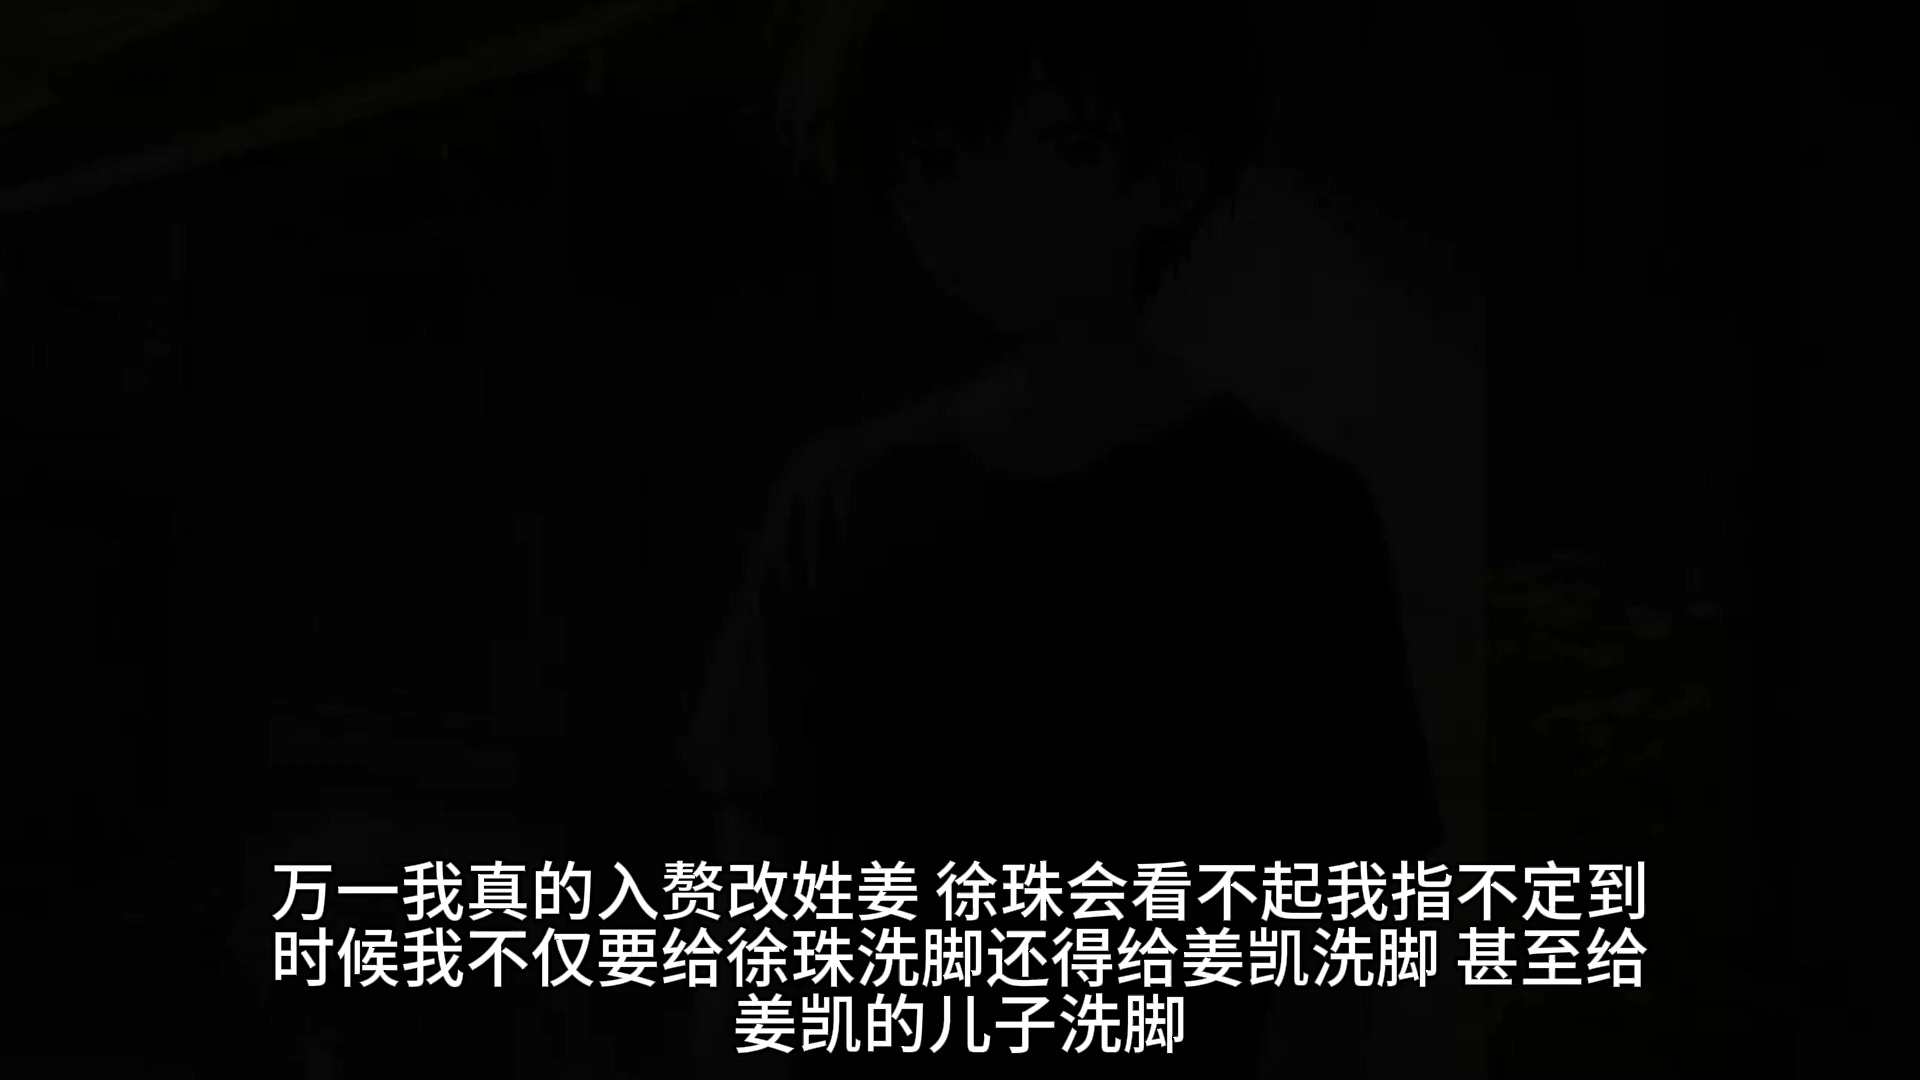 万一我真的入赘改姓姜 徐珠会看不起我指不定到
时候我不仅要给徐珠洗脚还得给姜凯洗脚 甚至给
姜凯的儿子洗脚